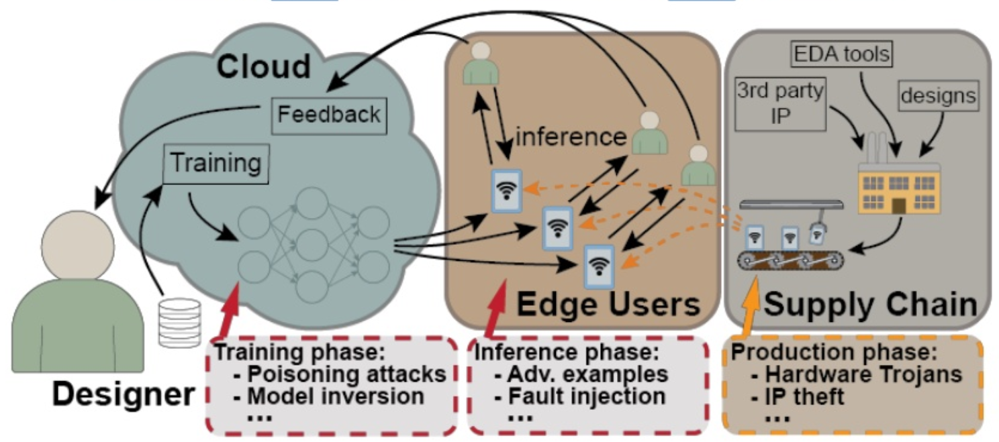 Cloud
Feedback
Training
Designer
inference
Edge Users
EDA tools
3rd party
IP
designs
Supply Chain
Training phase:
- Poisoning attacks
- Model inversion
...
Inference phase:
- Adv. examples
- Fault injection
...
Production phase:
- Hardware Trojans
- IP theft
...